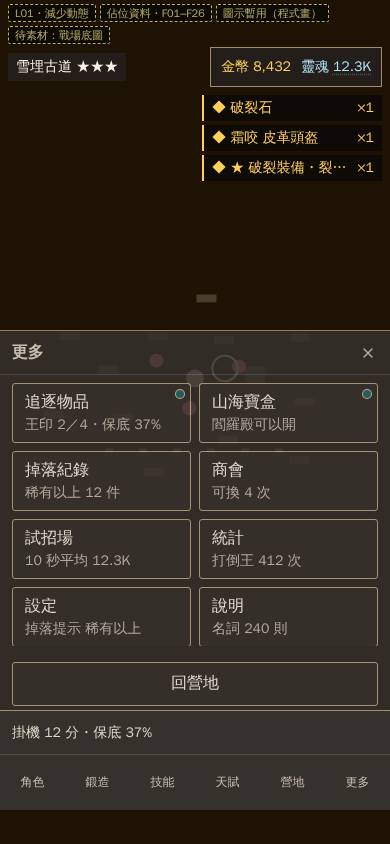 L01・減少動態 佔位資料・F01–F26 圖示暫用（程式畫）
待素材：戰場底圖
雪埋古道 ★★★
金幣 8,432 靈魂 12.3K
◆ 破裂石 ×1
◆ 霜咬 皮革頭盔 ×1
◆ ★ 破裂裝備・裂… ×1
更多 ×
追逐物品
王印 2／4・保底 37%
山海寶盒
閻羅殿可以開
掉落紀錄
稀有以上 12 件
商會
可換 4 次
試招場
10 秒平均 12.3K
統計
打倒王 412 次
設定
掉落提示 稀有以上
說明
名詞 240 則
回營地
掛機 12 分・保底 37%
角色 鍛造 技能 天賦 營地 更多